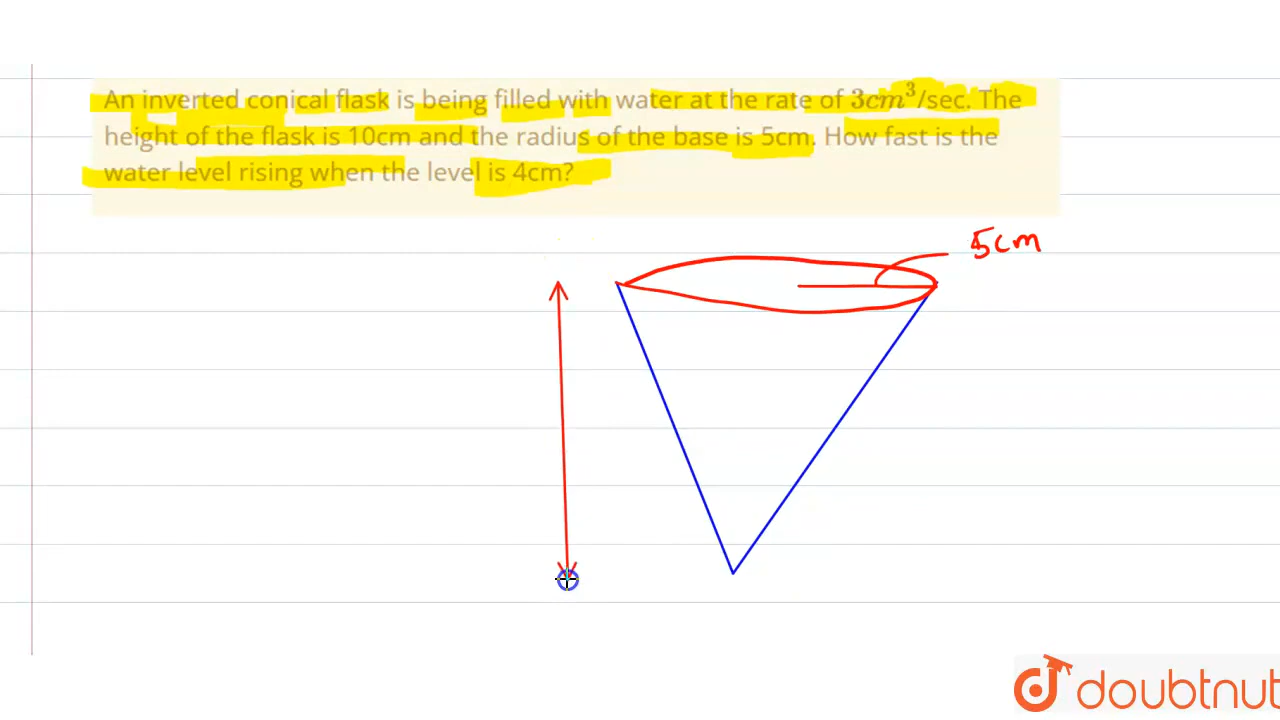 An inverted conical flask is being filled with water at the rate of 3cm³/sec. The
height of the flask is 10cm and the radius of the base is 5cm. How fast is the
water level rising when the level is 4cm?
5cm
doubtnut